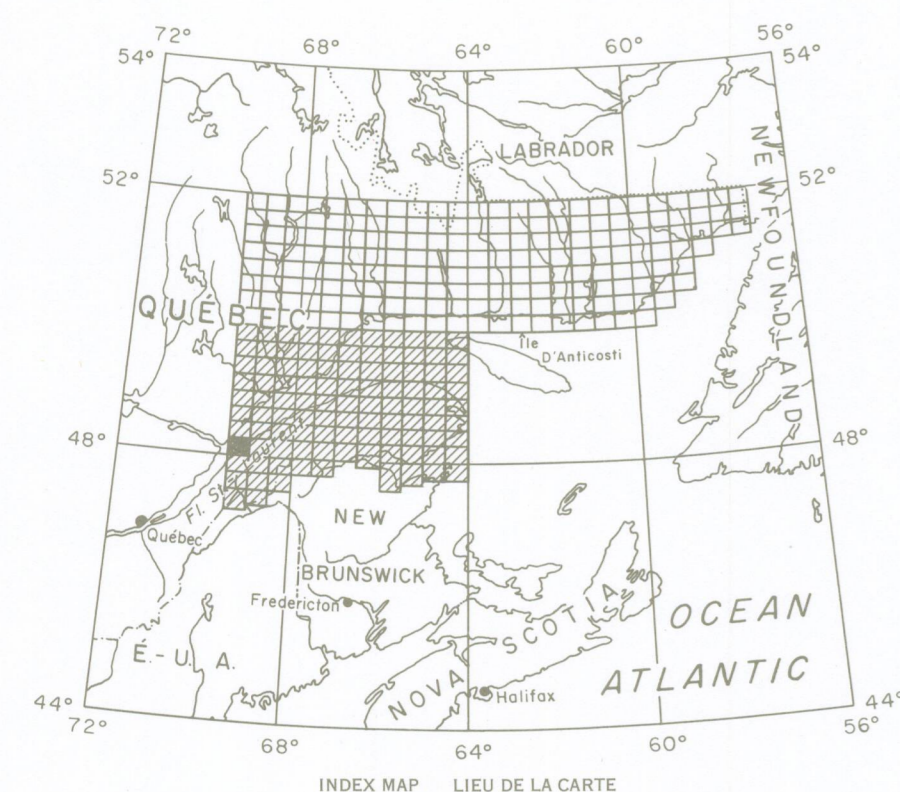 72° 68° 64° 60° 56°
54° 54°
LABRADOR
52° 52°
NEWFOUNDLAND
QUÉBEC
Île
D'Anticosti
48° 48°
Fl. St. Laurent
Québec
NEW
BRUNSWICK
Fredericton
OCEAN
ATLANTIC
É.-U.A.
NOVA SCOTIA
Halifax
44° 44°
72° 68° 64° 60° 56°
INDEX MAP LIEU DE LA CARTE